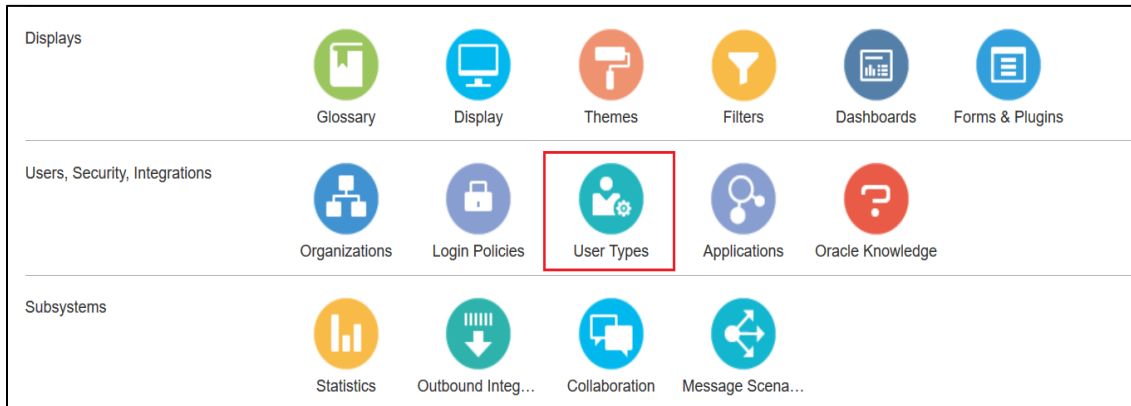 Displays
Glossary
Display
Themes
Filters
Dashboards
Forms & Plugins
Users, Security, Integrations
Organizations
Login Policies
User Types
Applications
Oracle Knowledge
Subsystems
Statistics
Outbound Integ...
Collaboration
Message Scena...